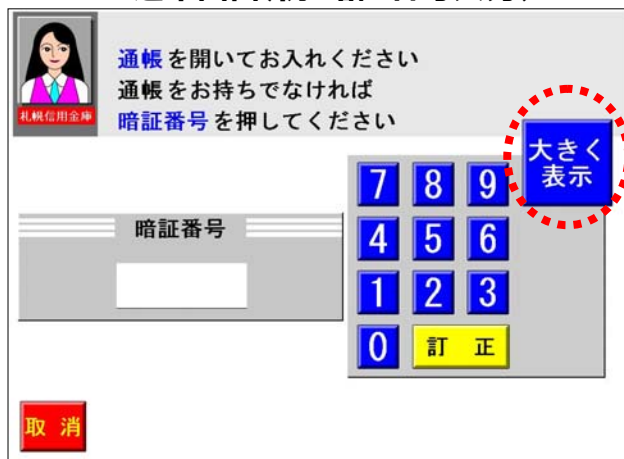 通帳を開いてお入れください
通帳をお持ちでなければ
暗証番号を押してください
札幌信用金庫
大きく
表示
7 8 9
暗証番号
4 5 6
1 2 3
0 訂 正
取 消